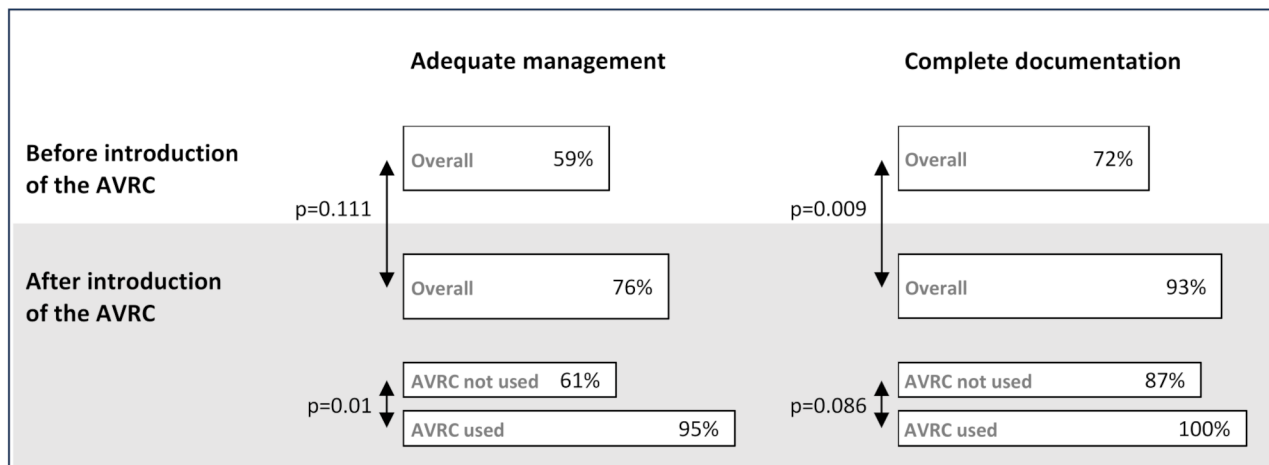 Adequate management
Complete documentation
Before introduction
of the AVRC
Overall 59%
Overall 72%
p=0.111
p=0.009
After introduction
of the AVRC
Overall 76%
Overall 93%
AVRC not used 61%
AVRC not used 87%
p=0.01
p=0.086
AVRC used 95%
AVRC used 100%